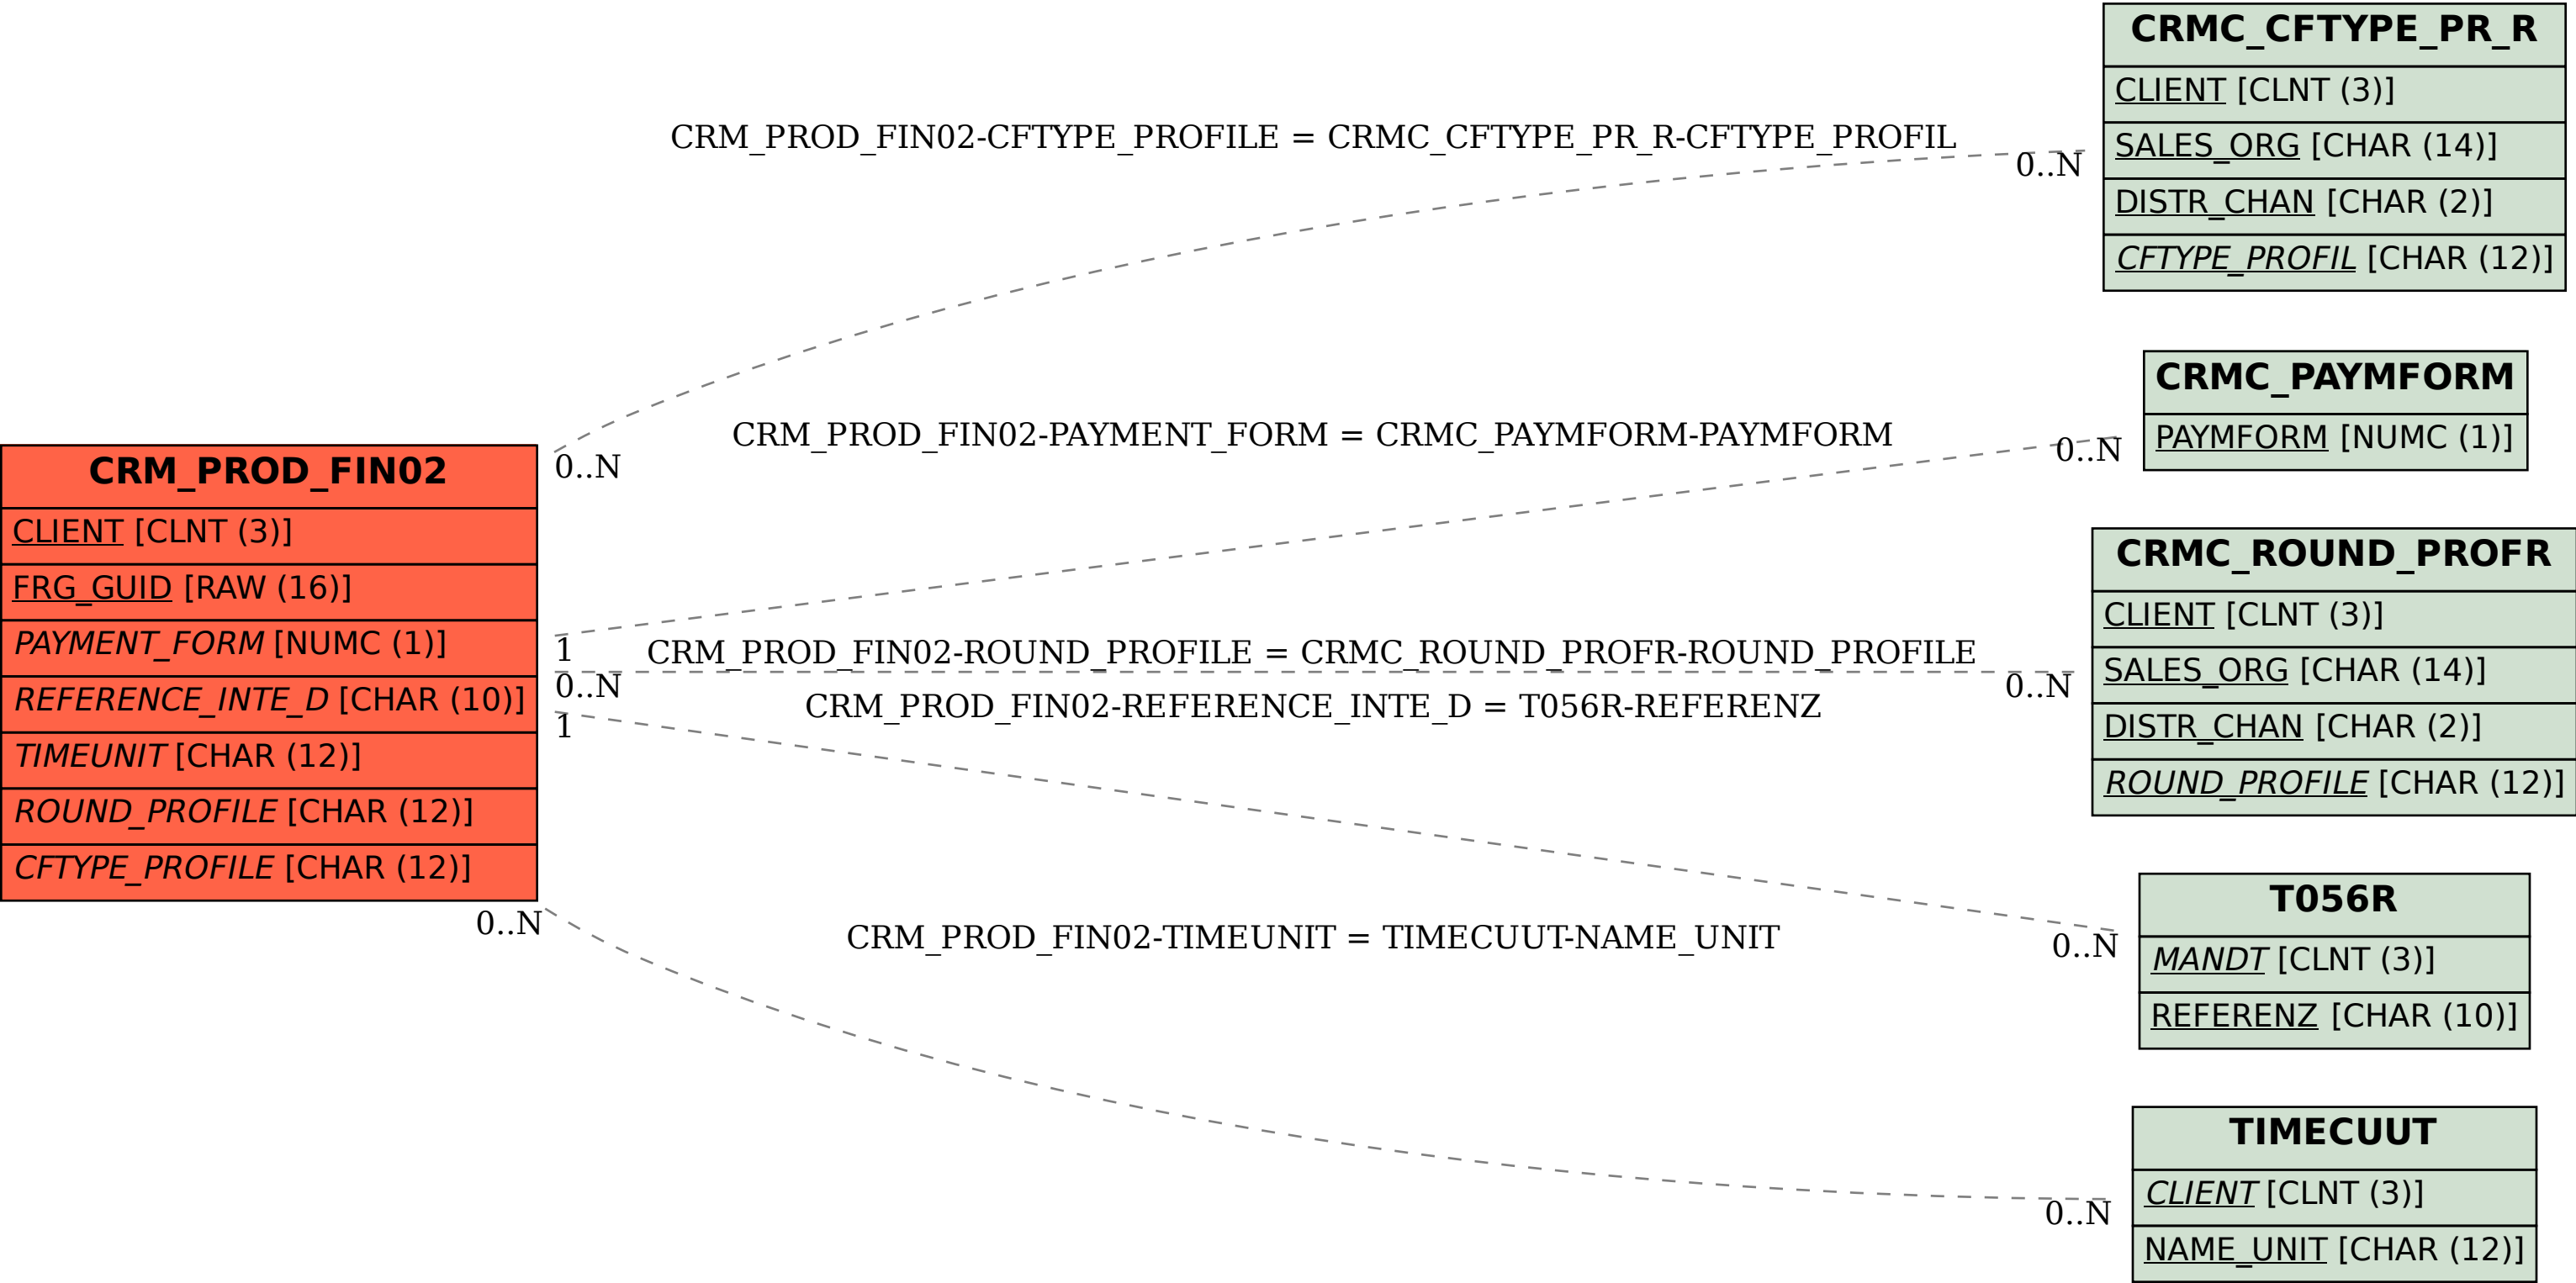 CRM_PROD_FIN02
CLIENT [CLNT (3)]
FRG_GUID [RAW (16)]
PAYMENT_FORM [NUMC (1)]
REFERENCE_INTE_D [CHAR (10)]
TIMEUNIT [CHAR (12)]
ROUND_PROFILE [CHAR (12)]
CFTYPE_PROFILE [CHAR (12)]
CRM_PROD_FIN02-CFTYPE_PROFILE = CRMC_CFTYPE_PR_R-CFTYPE_PROFIL
0..N
0..N
CRM_PROD_FIN02-PAYMENT_FORM = CRMC_PAYMFORM-PAYMFORM
0..N
1
CRM_PROD_FIN02-ROUND_PROFILE = CRMC_ROUND_PROFR-ROUND_PROFILE
0..N
0..N
CRM_PROD_FIN02-REFERENCE_INTE_D = T056R-REFERENZ
1
0..N
CRM_PROD_FIN02-TIMEUNIT = TIMECUUT-NAME_UNIT
0..N
0..N
CRMC_CFTYPE_PR_R
CLIENT [CLNT (3)]
SALES_ORG [CHAR (14)]
DISTR_CHAN [CHAR (2)]
CFTYPE_PROFIL [CHAR (12)]
CRMC_PAYMFORM
PAYMFORM [NUMC (1)]
CRMC_ROUND_PROFR
CLIENT [CLNT (3)]
SALES_ORG [CHAR (14)]
DISTR_CHAN [CHAR (2)]
ROUND_PROFILE [CHAR (12)]
T056R
MANDT [CLNT (3)]
REFERENZ [CHAR (10)]
TIMECUUT
CLIENT [CLNT (3)]
NAME_UNIT [CHAR (12)]